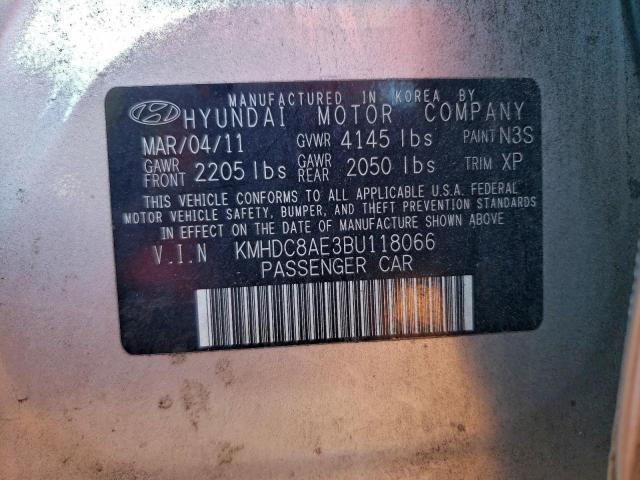 MANUFACTURED IN KOREA BY
HYUNDAI MOTOR COMPANY
MAR/04/11 GVWR 4145 lbs PAINT N3S
GAWR FRONT 2205 lbs GAWR REAR 2050 lbs TRIM XP
THIS VEHICLE CONFORMS TO ALL APPLICABLE U.S.A. FEDERAL
MOTOR VEHICLE SAFETY, BUMPER, AND THEFT PREVENTION STANDARDS
IN EFFECT ON THE DATE OF MANUFACTURE SHOWN ABOVE.
V.I.N KMHDC8AE3BU118066
PASSENGER CAR